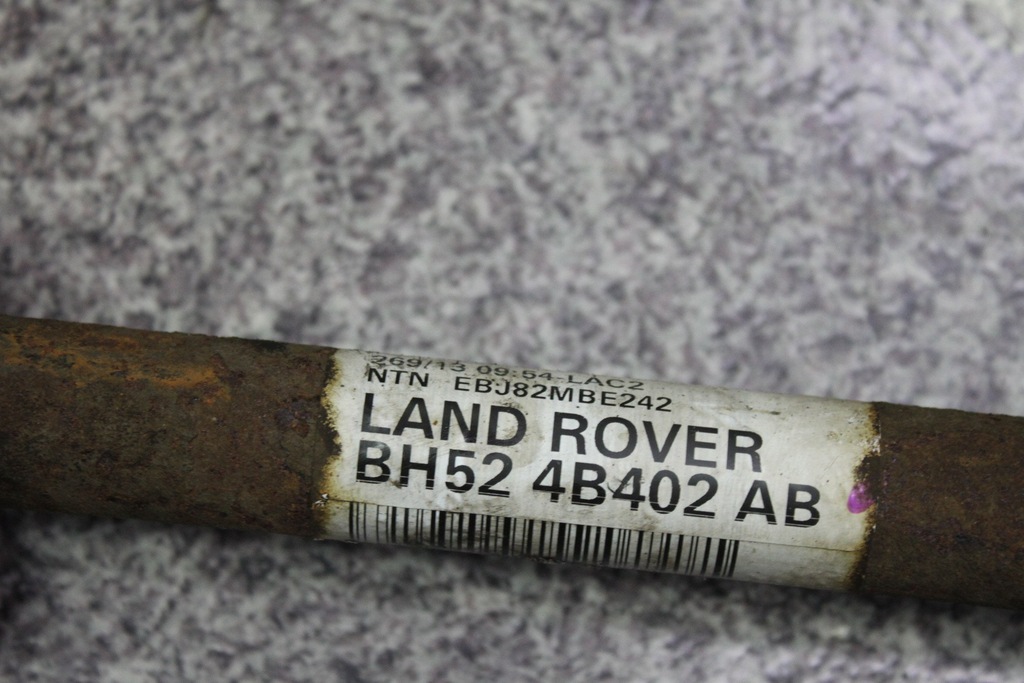 269/13 09:54 LAC2
NTN EBJ82MBE242
LAND ROVER
BH52 4B402 AB